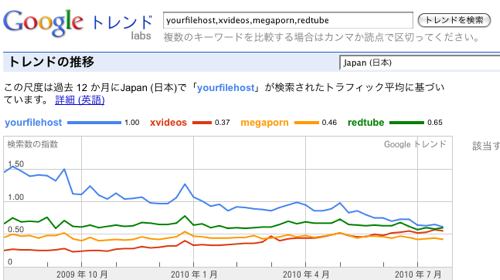 Google トレンド
labs
yourfilehost,xvideos,megaporn,redtube
トレンドを検索
複数のキーワードを比較する場合はカンマか読点で区切ってください。
トレンドの推移
Japan (日本)
この尺度は過去 12 か月にJapan (日本)で「yourfilehost」が検索されたトラフィック平均に基づい
ています。 詳細 (英語)
yourfilehost 1.00 xvideos 0.37 megaporn 0.46 redtube 0.65
検索数の指数
Google トレンド
該当す
1.50
1.00
0.50
0
2009 年 10 月
2010 年 1 月
2010 年 4 月
2010 年 7 月